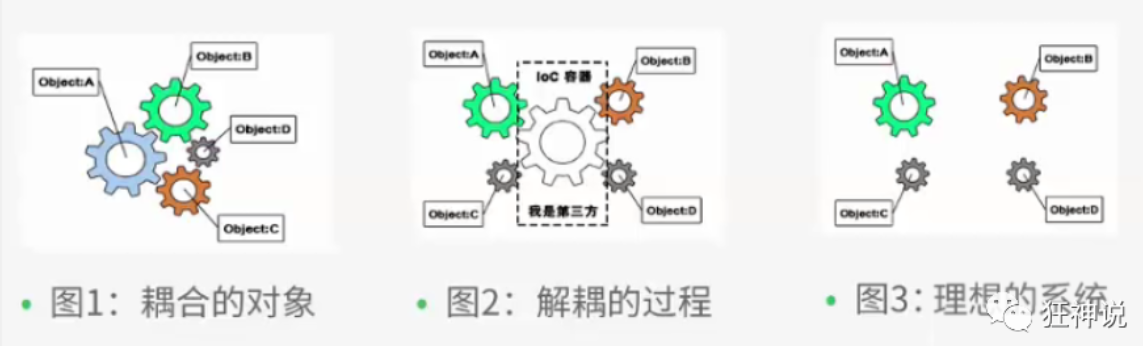 Object:A
Object:B
Object:D
Object:C
• 图1：耦合的对象
Object:A
IoC 容器
Object:B
Object:C
我是第三方
Object:D
• 图2：解耦的过程
Object:A
Object:B
Object:C
Object:D
• 图3：理想的系统
狂神说